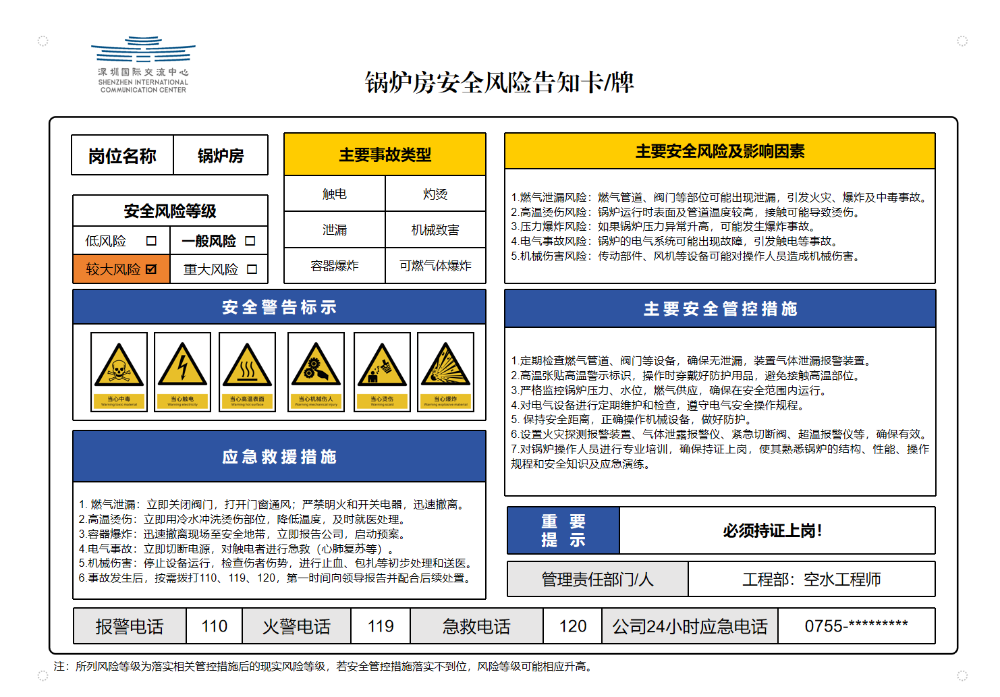 深圳国际交流中心
SHENZHEN INTERNATIONAL
COMMUNICATION CENTER
锅炉房安全风险告知卡/牌
岗位名称 锅炉房
安全风险等级
低风险 ☐ 一般风险 ☐
较大风险 ☑ 重大风险 ☐
主要事故类型
触电 灼烫
泄漏 机械致害
容器爆炸 可燃气体爆炸
主要安全风险及影响因素
1.燃气泄漏风险：燃气管道、阀门等部位可能出现泄漏，引发火灾、爆炸及中毒事故。
2.高温烫伤风险：锅炉运行时表面及管道温度较高，接触可能导致烫伤。
3.压力爆炸风险：如果锅炉压力异常升高，可能发生爆炸事故。
4.电气事故风险：锅炉的电气系统可能出现故障，引发触电等事故。
5.机械伤害风险：传动部件、风机等设备可能对操作人员造成机械伤害。
安全警告标示
当心中毒
Warning toxic material
当心触电
Warning electricity
当心高温表面
Warning hot surface
当心机械伤人
Warning mechanical injury
当心烫伤
Warning scald
当心爆炸
Warning explosive material
主要安全管控措施
1.定期检查燃气管道、阀门等设备，确保无泄漏，装置气体泄漏报警装置。
2.高温张贴高温警示标识，操作时穿戴好防护用品，避免接触高温部位。
3.严格监控锅炉压力、水位，燃气供应，确保在安全范围内运行。
4.对电气设备进行定期维护和检查，遵守电气安全操作规程。
5. 保持安全距离，正确操作机械设备，做好防护。
6.设置火灾探测报警装置、气体泄露报警仪、紧急切断阀、超温报警仪等，确保有效。
7.对锅炉操作人员进行专业培训，确保持证上岗，使其熟悉锅炉的结构、性能、操作
规程和安全知识及应急演练。
应急救援措施
1. 燃气泄漏：立即关闭阀门，打开门窗通风；严禁明火和开关电器，迅速撤离。
2.高温烫伤：立即用冷水冲洗烫伤部位，降低温度，及时就医处理。
3.容器爆炸：迅速撤离现场至安全地带，立即报告公司，启动预案。
4.电气事故：立即切断电源，对触电者进行急救（心肺复苏等）。
5.机械伤害：停止设备运行，检查伤者伤势，进行止血、包扎等初步处理和送医。
6.事故发生后，按需拨打110、119、120，第一时间向领导报告并配合后续处置。
重 要
提 示
必须持证上岗！
管理责任部门/人 工程部：空水工程师
报警电话 110 火警电话 119 急救电话 120 公司24小时应急电话 0755-*********
注：所列风险等级为落实相关管控措施后的现实风险等级，若安全管控措施落实不到位，风险等级可能相应升高。